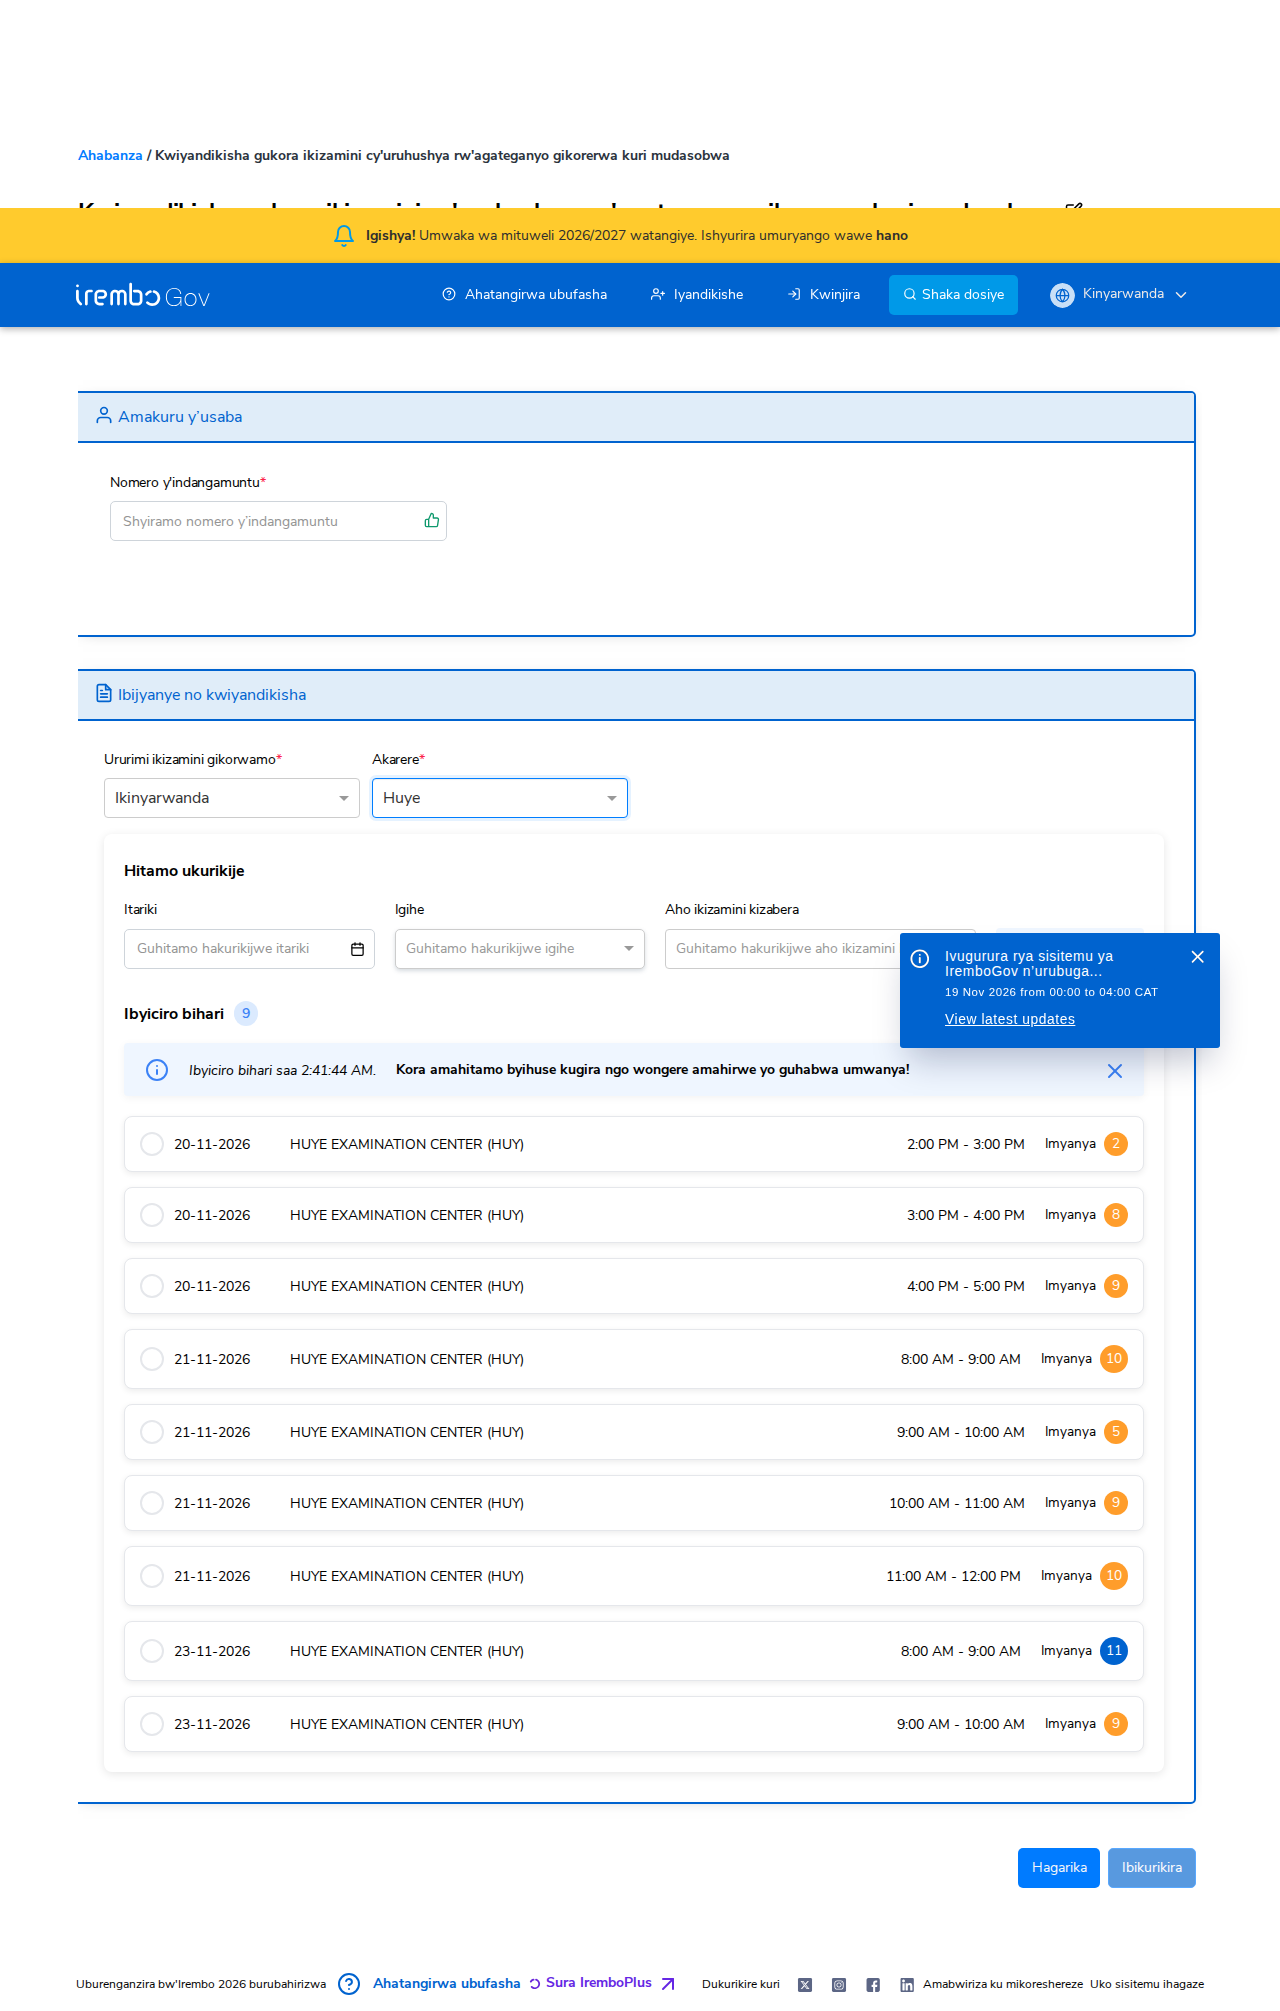 Ahabanza / Kwiyandikisha gukora ikizamini cy'uruhushya rw'agateganyo gikorerwa kuri mudasobwa
Igishya! Umwaka wa mituweli 2026/2027 watangiye. Ishyurira umuryango wawe hano
irembo Gov
Ahatangirwa ubufasha
Iyandikishe
Kwinjira
Shaka dosiye
Kinyarwanda
Amakuru y’usaba
Nomero y'indangamuntu*
Shyiramo nomero y’indangamuntu
Ibijyanye no kwiyandikisha
Ururimi ikizamini gikorwamo*
Akarere*
Ikinyarwanda
Huye
Hitamo ukurikije
Itariki
Igihe
Aho ikizamini kizabera
Guhitamo hakurikijwe itariki
Guhitamo hakurikijwe igihe
Guhitamo hakurikijwe aho ikizamini
Ivugurura rya sisitemu ya
IremboGov n’urubuga...
19 Nov 2026 from 00:00 to 04:00 CAT
View latest updates
Ibyiciro bihari 9
Ibyiciro bihari saa 2:41:44 AM. Kora amahitamo byihuse kugira ngo wongere amahirwe yo guhabwa umwanya!
20-11-2026 HUYE EXAMINATION CENTER (HUY) 2:00 PM - 3:00 PM Imyanya 2
20-11-2026 HUYE EXAMINATION CENTER (HUY) 3:00 PM - 4:00 PM Imyanya 8
20-11-2026 HUYE EXAMINATION CENTER (HUY) 4:00 PM - 5:00 PM Imyanya 9
21-11-2026 HUYE EXAMINATION CENTER (HUY) 8:00 AM - 9:00 AM Imyanya 10
21-11-2026 HUYE EXAMINATION CENTER (HUY) 9:00 AM - 10:00 AM Imyanya 5
21-11-2026 HUYE EXAMINATION CENTER (HUY) 10:00 AM - 11:00 AM Imyanya 9
21-11-2026 HUYE EXAMINATION CENTER (HUY) 11:00 AM - 12:00 PM Imyanya 10
23-11-2026 HUYE EXAMINATION CENTER (HUY) 8:00 AM - 9:00 AM Imyanya 11
23-11-2026 HUYE EXAMINATION CENTER (HUY) 9:00 AM - 10:00 AM Imyanya 9
Hagarika
Ibikurikira
Uburenganzira bw'Irembo 2026 burubahirizwa
Ahatangirwa ubufasha
Sura IremboPlus
Dukurikire kuri
Amabwiriza ku mikoreshereze
Uko sisitemu ihagaze